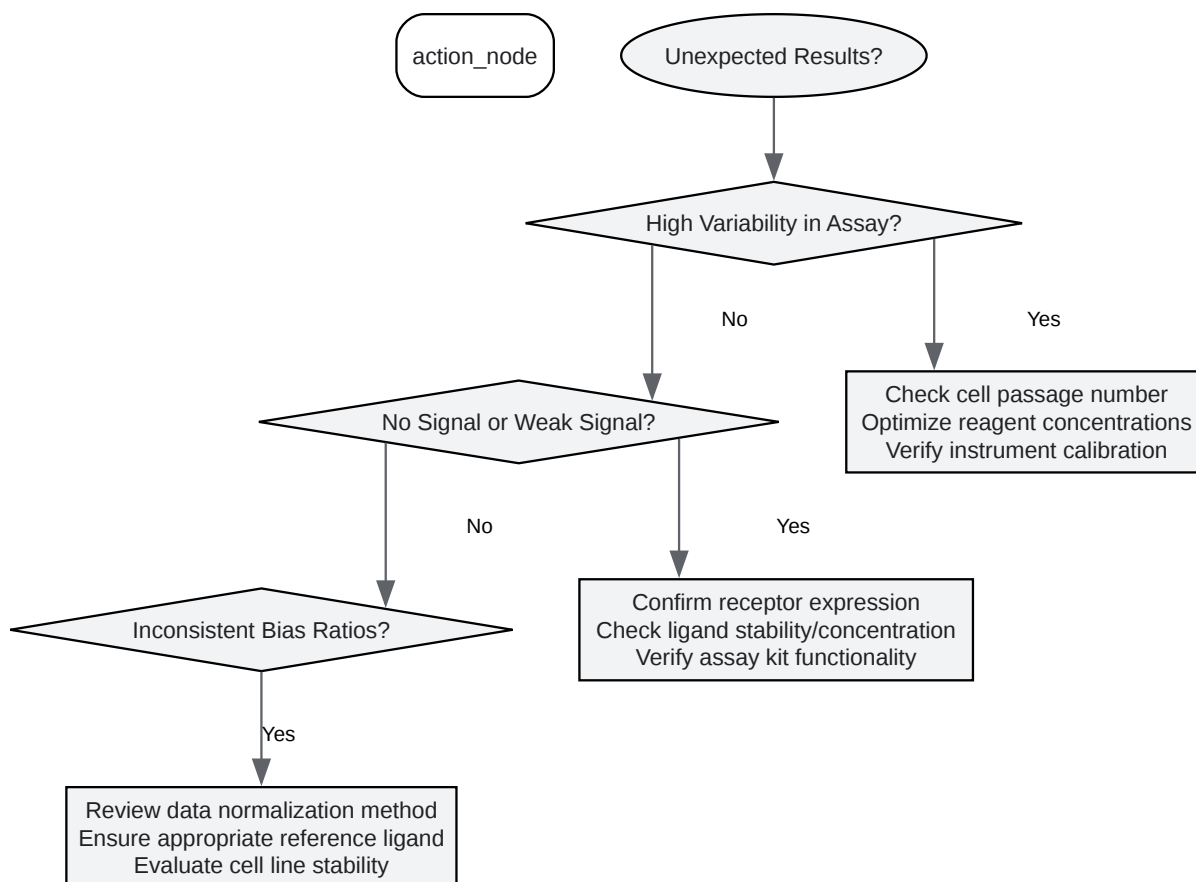 action_node
Unexpected Results?
High Variability in Assay?
No
Yes
Check cell passage number
Optimize reagent concentrations
Verify instrument calibration
No Signal or Weak Signal?
No
Yes
Confirm receptor expression
Check ligand stability/concentration
Verify assay kit functionality
Inconsistent Bias Ratios?
Yes
Review data normalization method
Ensure appropriate reference ligand
Evaluate cell line stability